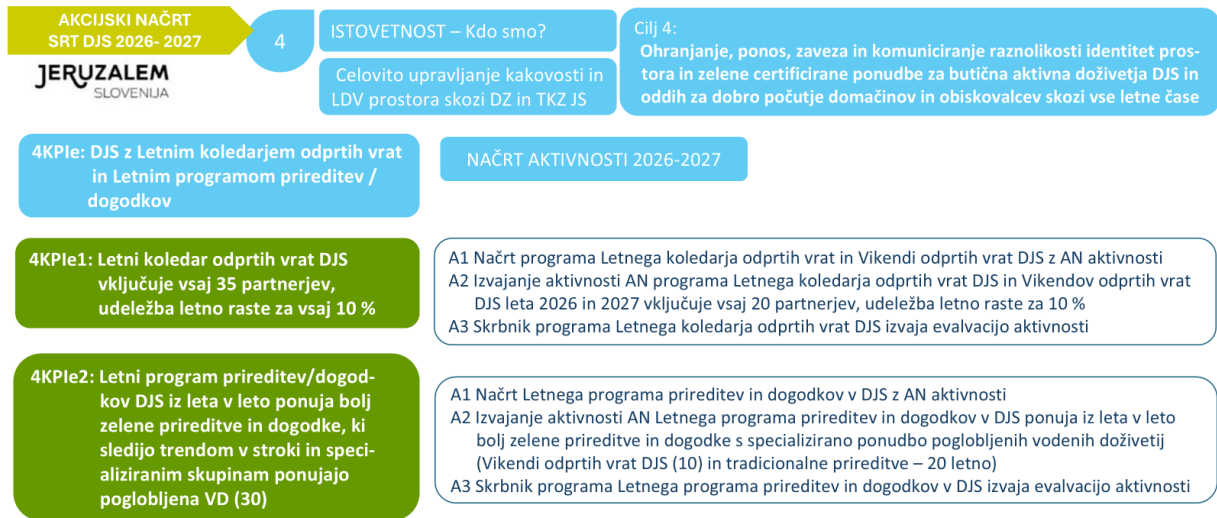 AKCIJSKI NAČRT
SRT DJS 2026- 2027
JERUZALEM
SLOVENIJA
4
ISTOVETNOST – Kdo smo?
Celovito upravljanje kakovosti in
LDV prostora skozi DZ in TKZ JS
Cilj 4:
Ohranjanje, ponos, zaveza in komuniciranje raznolikosti identitet pros-
tora in zelene certificirane ponudbe za butična aktivna doživetja DJS in
oddih za dobro počutje domačinov in obiskovalcev skozi vse letne čase
4KPIe: DJS z Letnim koledarjem odprtih vrat
in Letnim programom prireditev /
dogodkov
NAČRT AKTIVNOSTI 2026-2027
4KPIe1: Letni koledar odprtih vrat DJS
vključuje vsaj 35 partnerjev,
udeležba letno raste za vsaj 10 %
A1 Načrt programa Letnega koledarja odprtih vrat in Vikendi odprtih vrat DJS z AN aktivnosti
A2 Izvajanje aktivnosti AN programa Letnega koledarja odprtih vrat DJS in Vikendov odprtih vrat
DJS leta 2026 in 2027 vključuje vsaj 20 partnerjev, udeležba letno raste za 10 %
A3 Skrbnik programa Letnega koledarja odprtih vrat DJS izvaja evalvacijo aktivnosti
4KPIe2: Letni program prireditev/dogod-
kov DJS iz leta v leto ponuja bolj
zelene prireditve in dogodke, ki
sledijo trendom v stroki in speci-
aliziranim skupinam ponujajo
poglobljena VD (30)
A1 Načrt Letnega programa prireditev in dogodkov v DJS z AN aktivnosti
A2 Izvajanje aktivnosti AN Letnega programa prireditev in dogodkov v DJS ponuja iz leta v leto
bolj zelene prireditve in dogodke s specializirano ponudbo poglobljenih vodenih doživetij
(Vikendi odprtih vrat DJS (10) in tradicionalne prireditve – 20 letno)
A3 Skrbnik programa Letnega programa prireditev in dogodkov v DJS izvaja evalvacijo aktivnosti